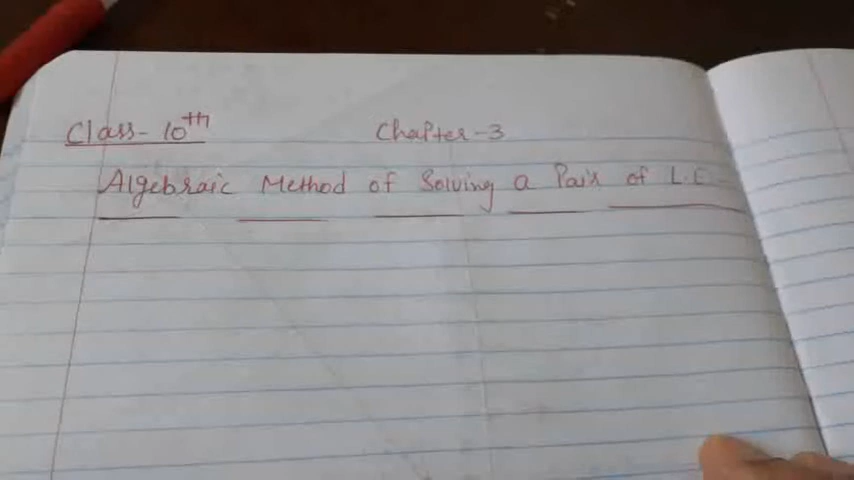 Class- 10th Chapter-3
Algebraic Method of Solving a Pair of L.E